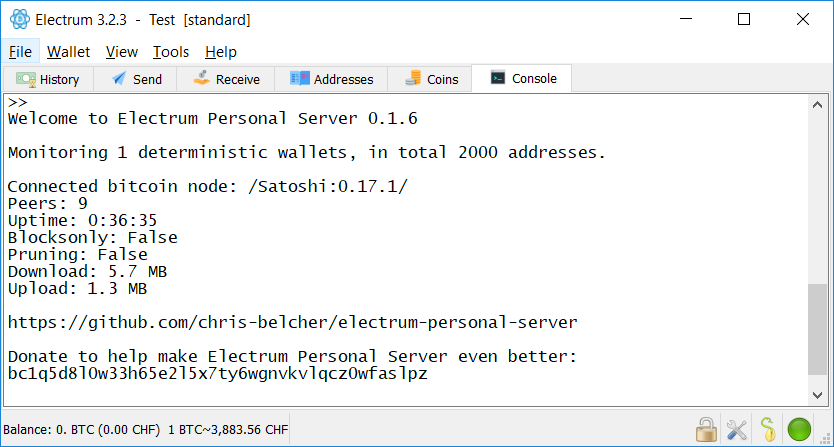 Electrum 3.2.3 - Test [standard]
File Wallet View Tools Help
History Send Receive Addresses Coins Console
>>
Welcome to Electrum Personal Server 0.1.6
Monitoring 1 deterministic wallets, in total 2000 addresses.
Connected bitcoin node: /Satoshi:0.17.1/
Peers: 9
Uptime: 0:36:35
Blocksonly: False
Pruning: False
Download: 5.7 MB
Upload: 1.3 MB
https://github.com/chris-belcher/electrum-personal-server
Donate to help make Electrum Personal Server even better:
bc1q5d8l0w33h65e2l5x7ty6wgnvkvlqcz0wfaslpz
Balance: 0. BTC (0.00 CHF) 1 BTC~3,883.56 CHF